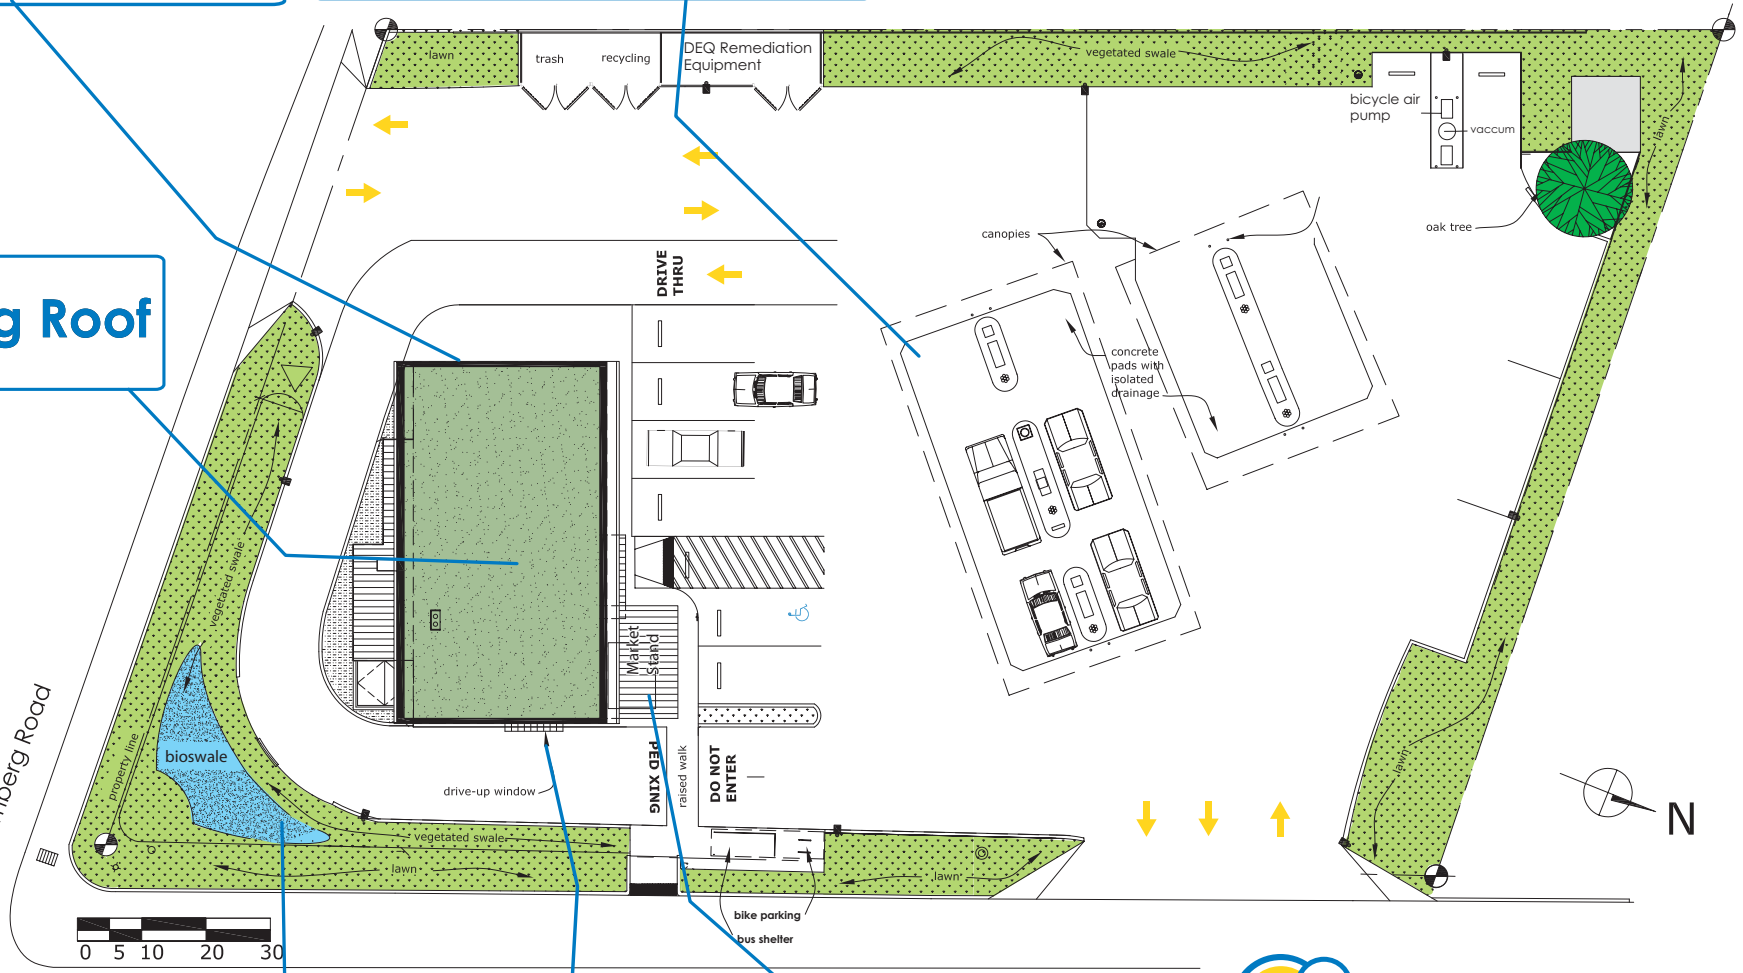 lawn
trash
recycling
DEQ Remediation
Equipment
vegetated swale
bicycle air
pump
vaccum
lawn
oak tree
canopies
DRIVE
THRU
g Roof
concrete
pads with
isolated
drainage
vegetated swale
Market
Stand
bioswale
property line
drive-up window
PED XING
raised walk
DO NOT
ENTER
lawn
N
vegetated swale
lawn
lawn
bike parking
bus shelter
berg Road
0 5 10 20 30